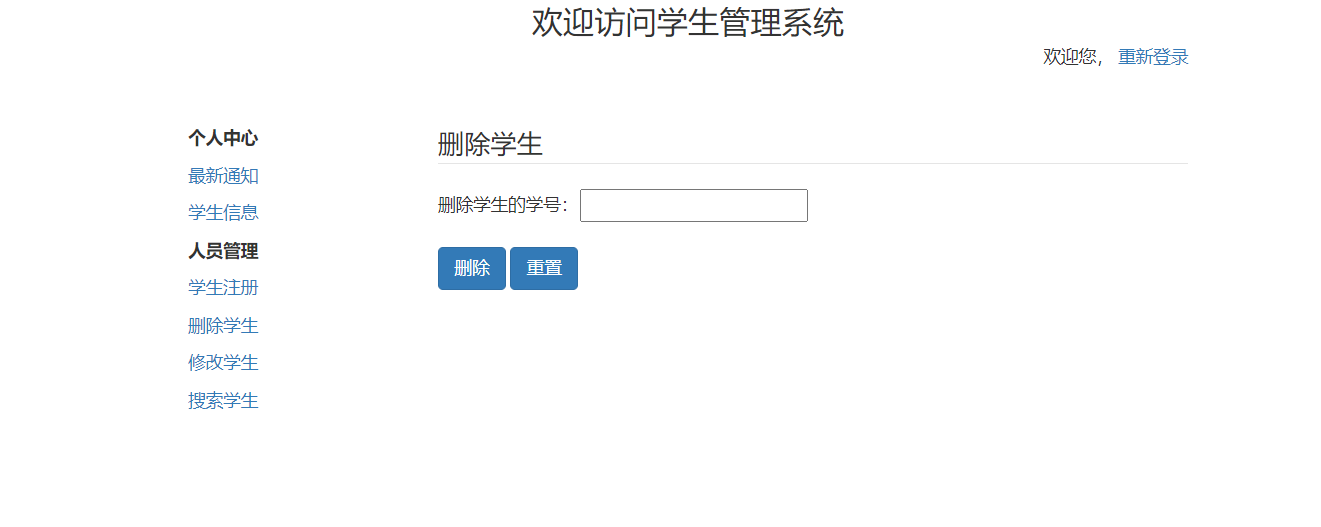 欢迎访问学生管理系统
欢迎您， 重新登录
个人中心
最新通知
学生信息
人员管理
学生注册
删除学生
修改学生
搜索学生
删除学生
删除学生的学号：
删除 重置